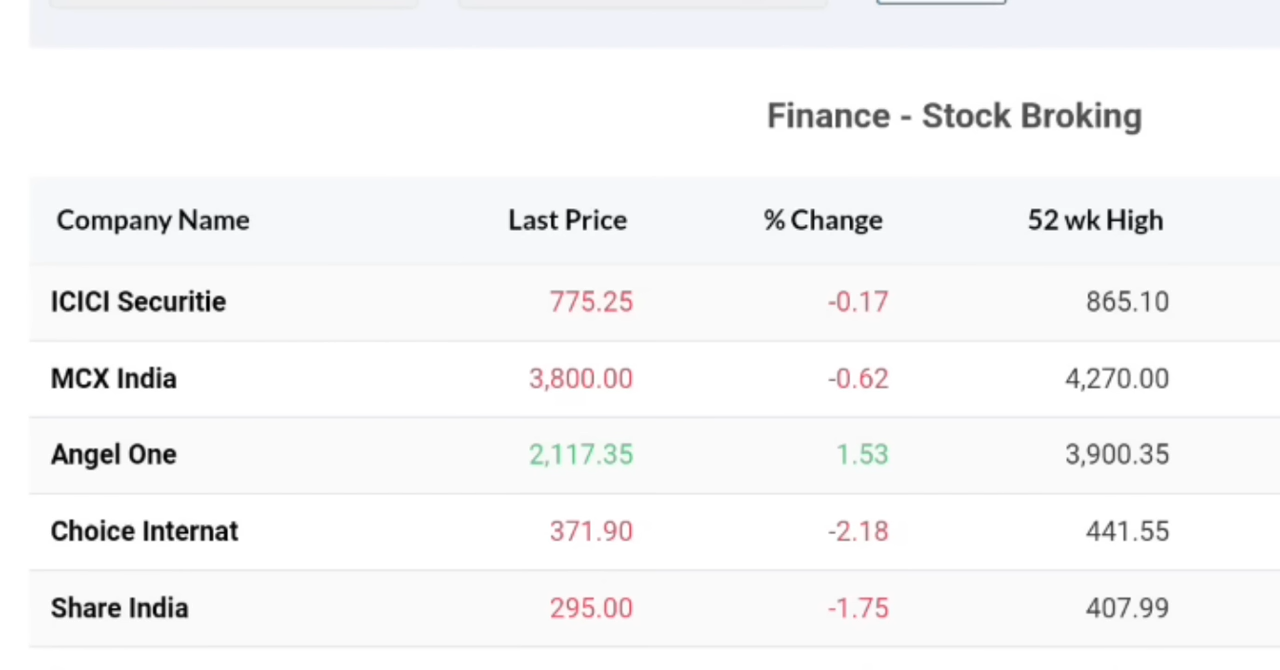 Finance - Stock Broking
Company Name Last Price % Change 52 wk High
ICICI Securitie 775.25 -0.17 865.10
MCX India 3,800.00 -0.62 4,270.00
Angel One 2,117.35 1.53 3,900.35
Choice Internat 371.90 -2.18 441.55
Share India 295.00 -1.75 407.99